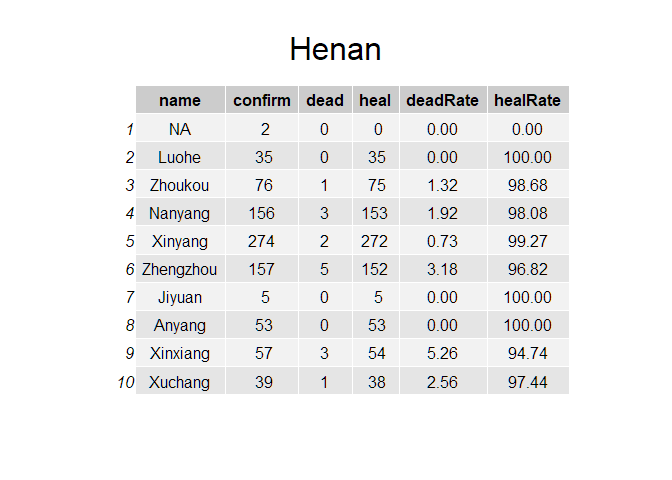 Henan
name confirm dead heal deadRate healRate
1 NA 2 0 0 0.00 0.00
2 Luohe 35 0 35 0.00 100.00
3 Zhoukou 76 1 75 1.32 98.68
4 Nanyang 156 3 153 1.92 98.08
5 Xinyang 274 2 272 0.73 99.27
6 Zhengzhou 157 5 152 3.18 96.82
7 Jiyuan 5 0 5 0.00 100.00
8 Anyang 53 0 53 0.00 100.00
9 Xinxiang 57 3 54 5.26 94.74
10 Xuchang 39 1 38 2.56 97.44